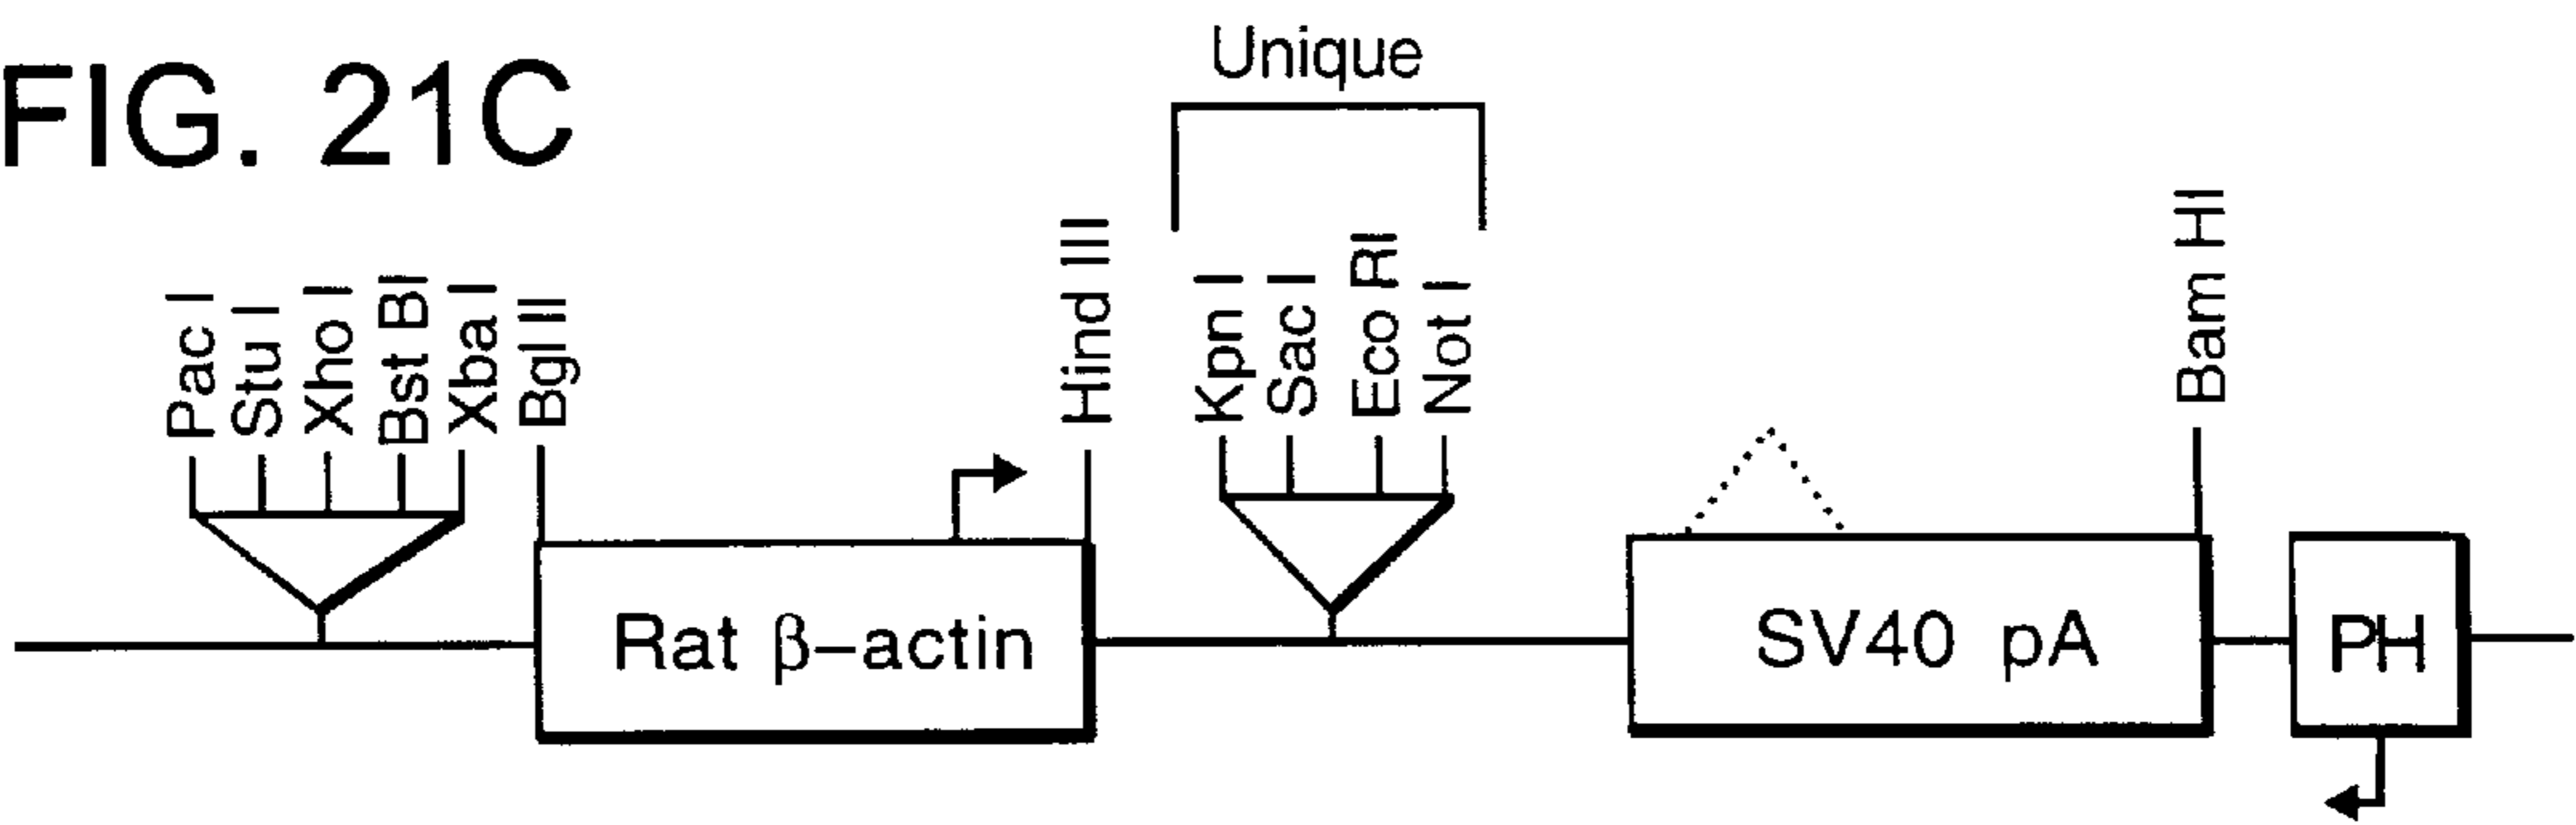 FIG. 21C
Unique
Pac I
Stu I
Xho I
Bst BI
Xba I
Bgl II
Hind III
Kpn I
Sac I
Eco RI
Not I
Bam HI
Rat β-actin
SV40 pA
PH